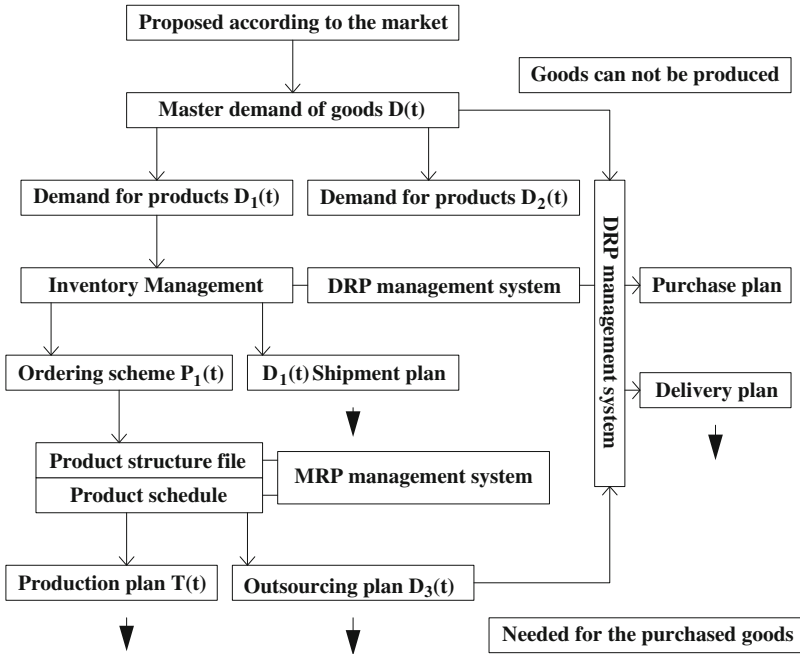 Proposed according to the market
Goods can not be produced
Master demand of goods D(t)
Demand for products D₁(t)
Demand for products D₂(t)
DRP management system
Inventory Management
DRP management system
Purchase plan
Ordering scheme P₁(t)
D₁(t) Shipment plan
Delivery plan
Product structure file
MRP management system
Product schedule
Production plan T(t)
Outsourcing plan D₃(t)
Needed for the purchased goods